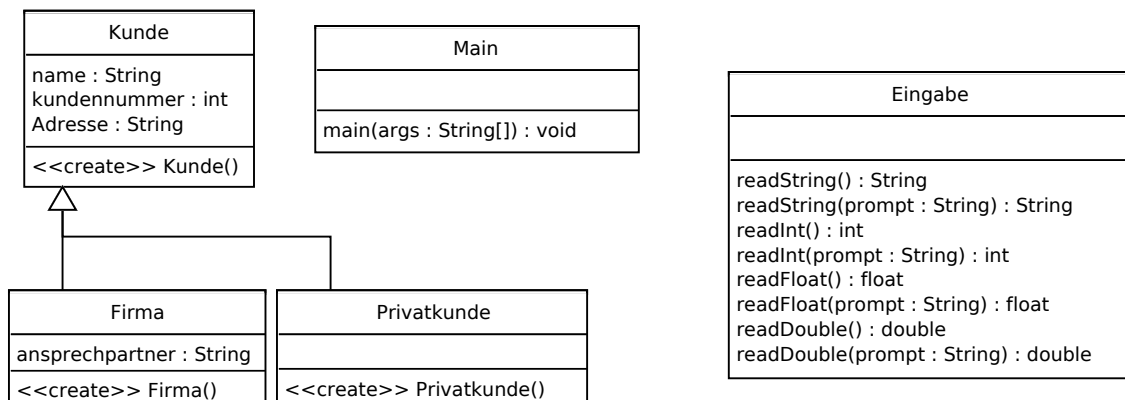 Kunde
name : String
kundennummer : int
Adresse : String
<<create>> Kunde()
Main
main(args : String[]) : void
Eingabe
readString() : String
readString(prompt : String) : String
readInt() : int
readInt(prompt : String) : int
readFloat() : float
readFloat(prompt : String) : float
readDouble() : double
readDouble(prompt : String) : double
Firma
ansprechpartner : String
<<create>> Firma()
Privatkunde
<<create>> Privatkunde()